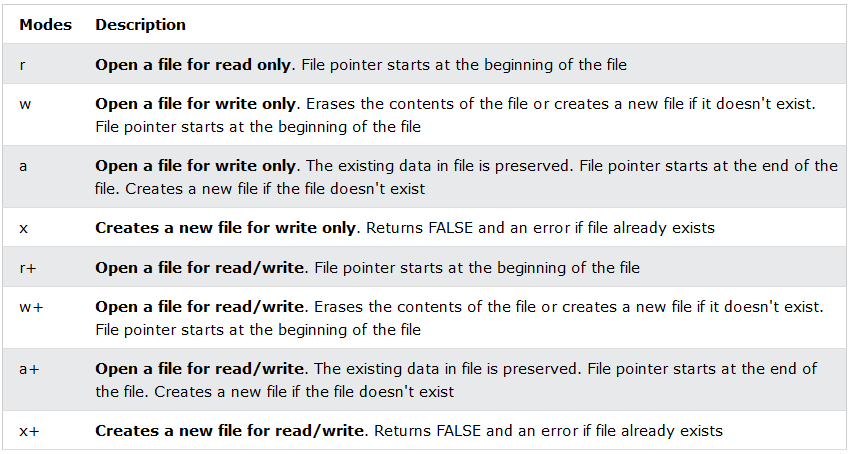 Modes Description
r Open a file for read only. File pointer starts at the beginning of the file
w Open a file for write only. Erases the contents of the file or creates a new file if it doesn't exist.
File pointer starts at the beginning of the file
a Open a file for write only. The existing data in file is preserved. File pointer starts at the end of the
file. Creates a new file if the file doesn't exist
x Creates a new file for write only. Returns FALSE and an error if file already exists
r+ Open a file for read/write. File pointer starts at the beginning of the file
w+ Open a file for read/write. Erases the contents of the file or creates a new file if it doesn't exist.
File pointer starts at the beginning of the file
a+ Open a file for read/write. The existing data in file is preserved. File pointer starts at the end of
the file. Creates a new file if the file doesn't exist
x+ Creates a new file for read/write. Returns FALSE and an error if file already exists